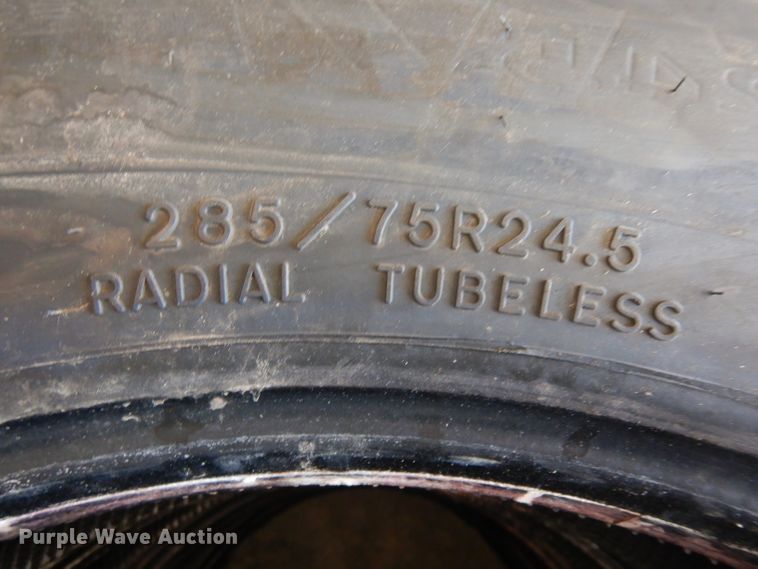 285/75R24.5
RADIAL TUBELESS
Purple Wave Auction